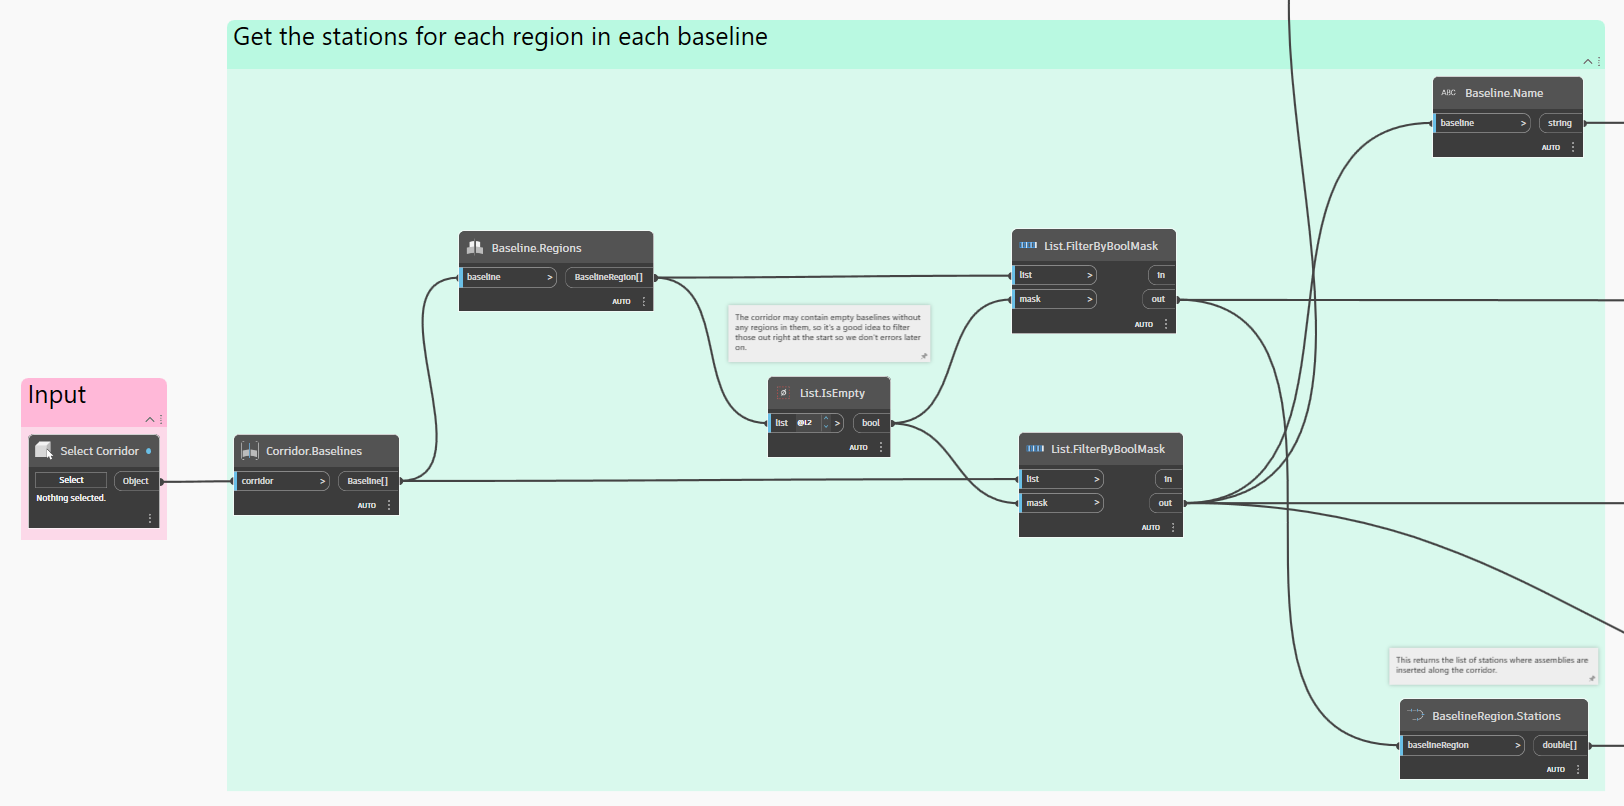 Get the stations for each region in each baseline
ABC Baseline.Name
baseline > string
AUTO
Baseline.Regions
baseline > BaselineRegion[]
AUTO
List.FilterByBoolMask
list > in
mask > out
AUTO
The corridor may contain empty baselines without
any regions in them, so it's a good idea to filter
those out right at the start so we don't errors later
on.
List.IsEmpty
list @L2 > bool
AUTO
Input
Select Corridor
Select Object
Nothing selected.
Corridor.Baselines
corridor > Baseline[]
AUTO
List.FilterByBoolMask
list > in
mask > out
AUTO
This returns the list of stations where assemblies are
inserted along the corridor.
BaselineRegion.Stations
baselineRegion > double[]
AUTO